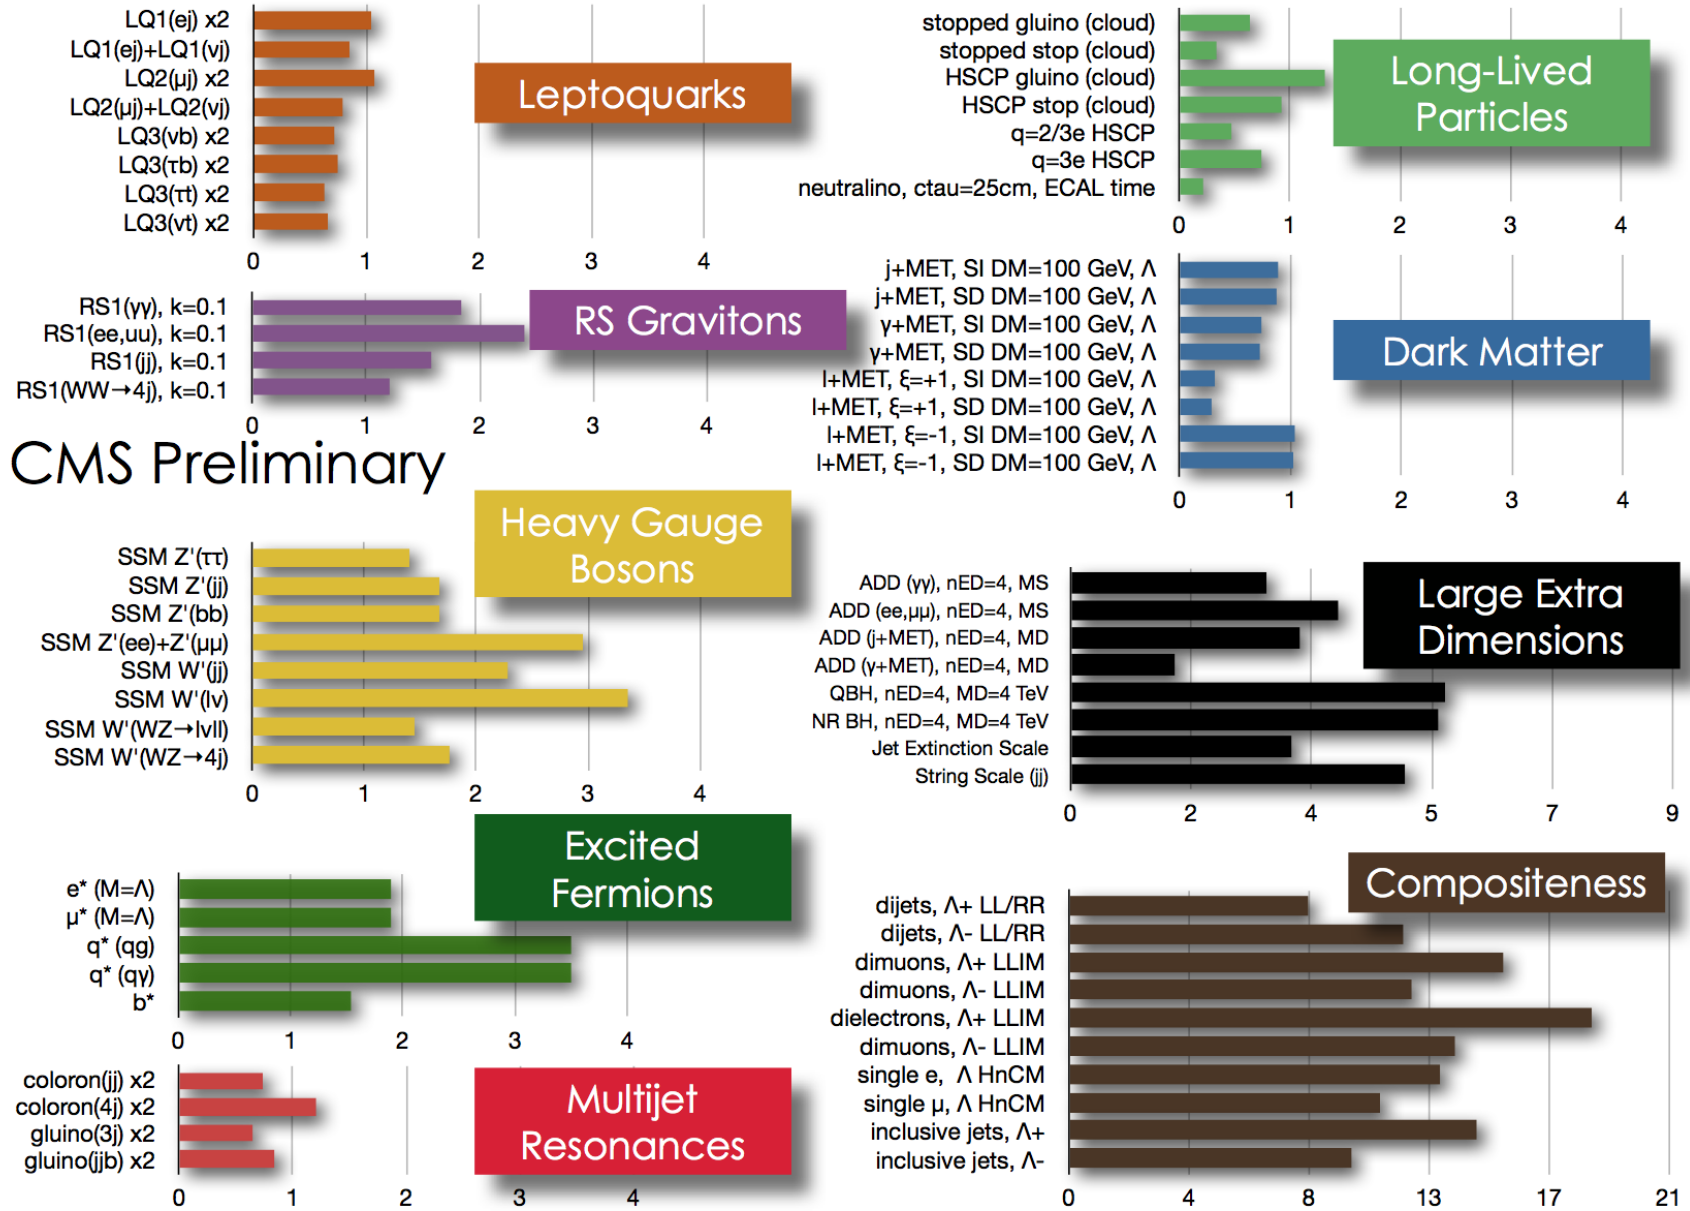 LQ1(ej) x2
LQ1(ej)+LQ1(νj)
LQ2(μj) x2
LQ2(μj)+LQ2(νj)
LQ3(νb) x2
LQ3(τb) x2
LQ3(τt) x2
LQ3(νt) x2
0 1 2 3 4
Leptoquarks
RS1(γγ), k=0.1
RS1(ee,uu), k=0.1
RS1(jj), k=0.1
RS1(WW→4j), k=0.1
0 1 2 3 4
RS Gravitons
CMS Preliminary
Heavy Gauge
Bosons
SSM Z'(ττ)
SSM Z'(jj)
SSM Z'(bb)
SSM Z'(ee)+Z'(μμ)
SSM W'(jj)
SSM W'(lν)
SSM W'(WZ→lνll)
SSM W'(WZ→4j)
0 1 2 3 4
Excited
Fermions
e* (M=Λ)
μ* (M=Λ)
q* (qg)
q* (qγ)
b*
0 1 2 3 4
coloron(jj) x2
coloron(4j) x2
gluino(3j) x2
gluino(jjb) x2
0 1 2 3 4
Multijet
Resonances
stopped gluino (cloud)
stopped stop (cloud)
HSCP gluino (cloud)
HSCP stop (cloud)
q=2/3e HSCP
q=3e HSCP
neutralino, ctau=25cm, ECAL time
0 1 2 3 4
Long-Lived
Particles
j+MET, SI DM=100 GeV, Λ
j+MET, SD DM=100 GeV, Λ
γ+MET, SI DM=100 GeV, Λ
γ+MET, SD DM=100 GeV, Λ
l+MET, ξ=+1, SI DM=100 GeV, Λ
l+MET, ξ=+1, SD DM=100 GeV, Λ
l+MET, ξ=-1, SI DM=100 GeV, Λ
l+MET, ξ=-1, SD DM=100 GeV, Λ
0 1 2 3 4
Dark Matter
ADD (γγ), nED=4, MS
ADD (ee,μμ), nED=4, MS
ADD (j+MET), nED=4, MD
ADD (γ+MET), nED=4, MD
QBH, nED=4, MD=4 TeV
NR BH, nED=4, MD=4 TeV
Jet Extinction Scale
String Scale (jj)
0 2 4 5 7 9
Large Extra
Dimensions
Compositeness
dijets, Λ+ LL/RR
dijets, Λ- LL/RR
dimuons, Λ+ LLIM
dimuons, Λ- LLIM
dielectrons, Λ+ LLIM
dimuons, Λ- LLIM
single e, Λ HnCM
single μ, Λ HnCM
inclusive jets, Λ+
inclusive jets, Λ-
0 4 8 13 17 21